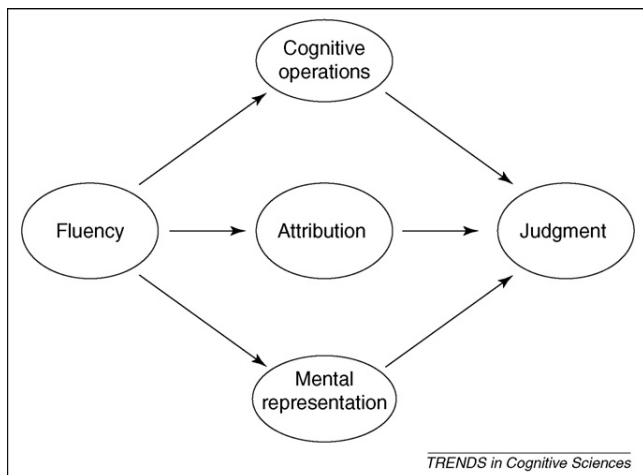 Cognitive
operations
Fluency
Attribution
Judgment
Mental
representation
TRENDS in Cognitive Sciences